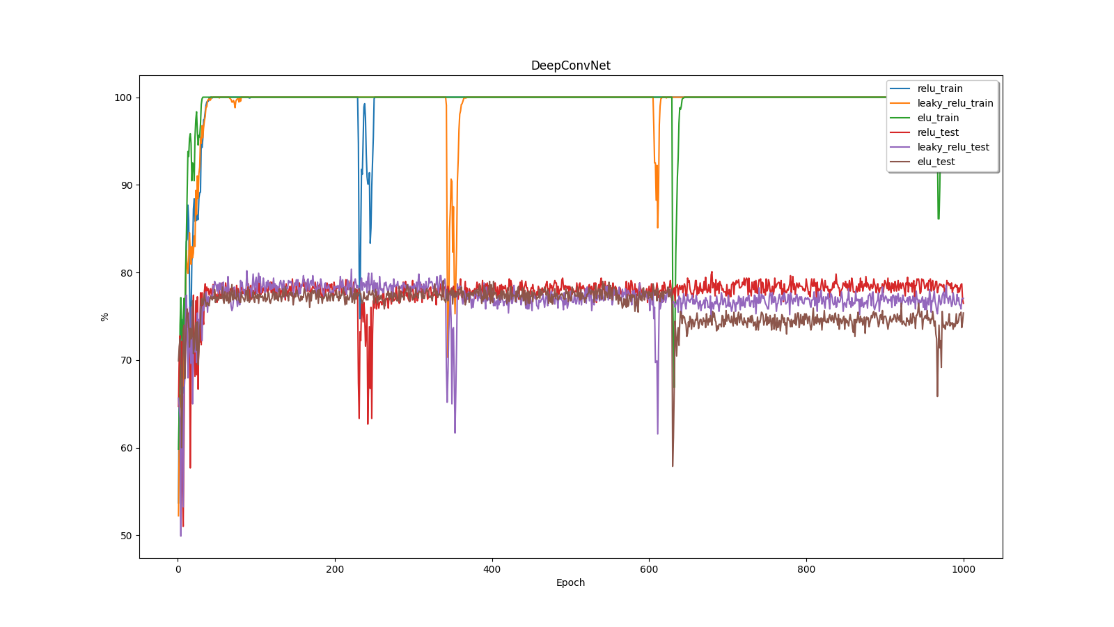 DeepConvNet
relu_train
leaky_relu_train
elu_train
relu_test
leaky_relu_test
elu_test
100
90
80
70
60
50
%
0 200 400 600 800 1000
Epoch